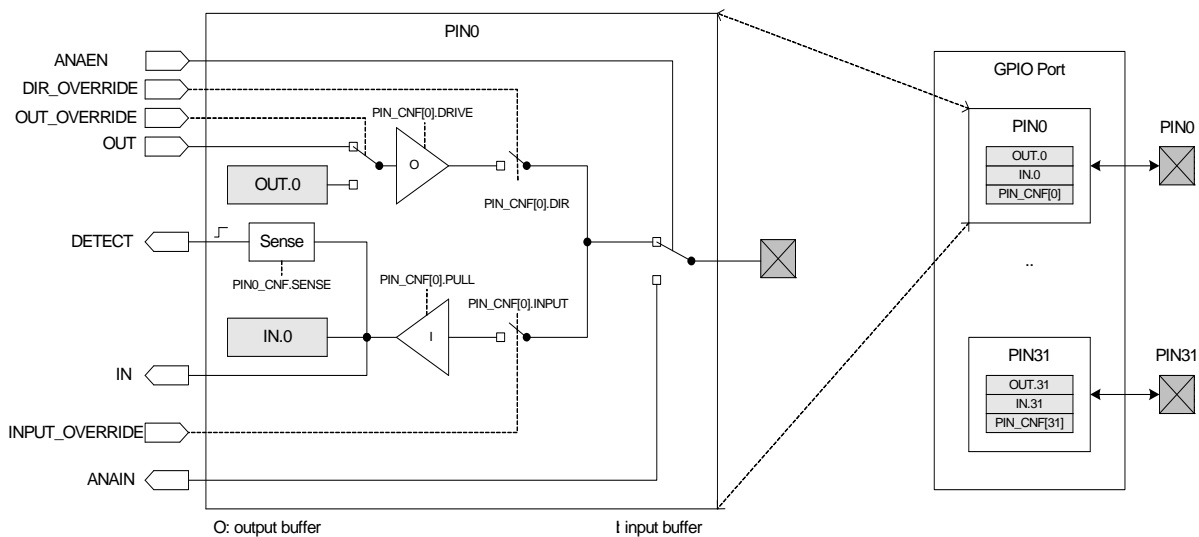 PIN0
ANAEN
DIR_OVERRIDE
OUT_OVERRIDE
OUT
PIN_CNF[0].DRIVE
O
OUT.0
PIN_CNF[0].DIR
DETECT
Sense
PIN0_CNF.SENSE
PIN_CNF[0].PULL
PIN_CNF[0].INPUT
IN.0
I
IN
INPUT_OVERRIDE
ANAIN
O: output buffer
I: input buffer
GPIO Port
PIN0
OUT.0
IN.0
PIN_CNF[0]
PIN0
..
PIN31
OUT.31
IN.31
PIN_CNF[31]
PIN31